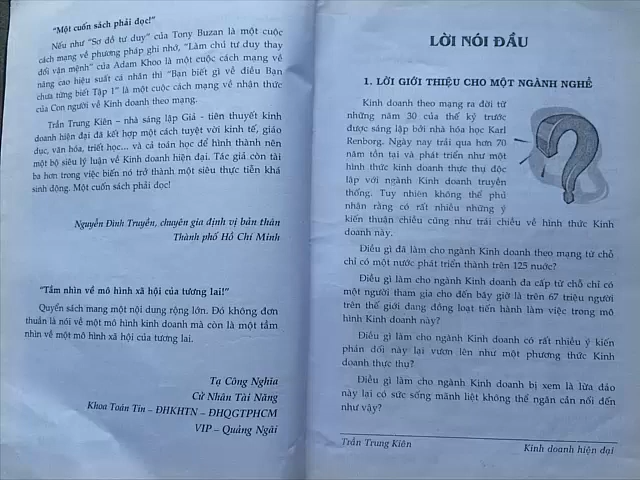 "Một cuốn sách phải đọc!"
Nếu như "Sơ đồ tư duy" của Tony Buzan là một cuộc
cách mạng về phương pháp ghi nhớ, "Làm chủ tư duy thay
đổi vận mệnh" của Adam Khoo là một cuộc cách mạng về
nâng cao hiệu suất cá nhân thì "Bạn biết gì về điều Bạn
chưa từng biết Tập 1" là một cuộc cách mạng về nhận thức
của Con người về Kinh doanh theo mạng.
Trần Trung Kiên – nhà sáng lập Giả - tiên thuyết kinh
doanh hiện đại đã kết hợp một cách tuyệt vời kinh tế, giáo
dục, văn hóa, triết học... và cả toán học để hình thành nên
một bộ siêu lý luận về Kinh doanh hiện đại. Tác giả còn tài
ba hơn trong việc biến nó trở thành một siêu thực tiễn khá
sinh động. Một cuốn sách phải đọc!
Nguyễn Đình Truyền, chuyên gia định vị bản thân
Thành phố Hồ Chí Minh
"Tầm nhìn về mô hình xã hội của tương lai!"
Quyển sách mang một nội dung rộng lớn. Đó không đơn
thuần là nói về một mô hình kinh doanh mà còn là một tầm
nhìn về một mô hình xã hội của tương lai.
Tạ Công Nghĩa
Cử Nhân Tài Năng
Khoa Toán Tin – ĐHKHTN – ĐHQGTPHCM
VIP – Quảng Ngãi
LỜI NÓI ĐẦU
1. LỜI GIỚI THIỆU CHO MỘT NGÀNH NGHỀ
Kinh doanh theo mạng ra đời từ
những năm 30 của thế kỷ trước
được sáng lập bởi nhà hóa học Karl
Renborg. Ngày nay trải qua hơn 70
năm tồn tại và phát triển như một
hình thức kinh doanh thực thụ độc
lập với ngành Kinh doanh truyền
thống. Tuy nhiên không thể phủ
nhận rằng có rất nhiều những ý
kiến thuận chiều cũng như trái chiều về hình thức Kinh
doanh này.
Điều gì đã làm cho ngành Kinh doanh theo mạng từ chỗ
chỉ có một nước phát triển thành trên 125 nước?
Điều gì làm cho ngành Kinh doanh đa cấp từ chỗ chỉ có
một người tham gia cho đến bây giờ là trên 67 triệu người
trên thế giới đang đồng loạt tiến hành làm việc trong mô
hình Kinh doanh này?
Điều gì làm cho ngành Kinh doanh có rất nhiều ý kiến
phản đối này lại vươn lên như một phương thức Kinh
doanh thực thụ?
Điều gì làm cho ngành Kinh doanh bị xem là lừa đảo
này lại có sức sống mãnh liệt không thể ngăn cản nổi đến
như vậy?
Trần Trung Kiên
Kinh doanh hiện đại